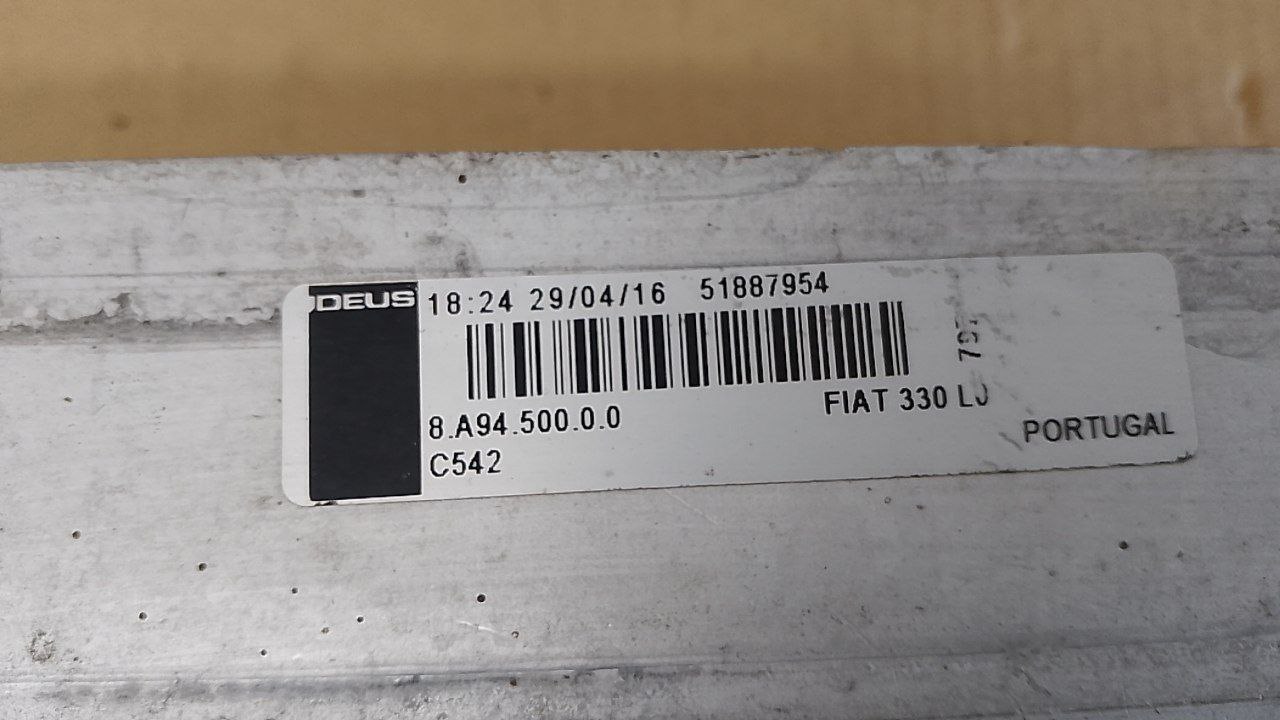 DEUS
18:24 29/04/16 51887954
8.A94.500.0.0
FIAT 330 LJ
C542
PORTUGAL